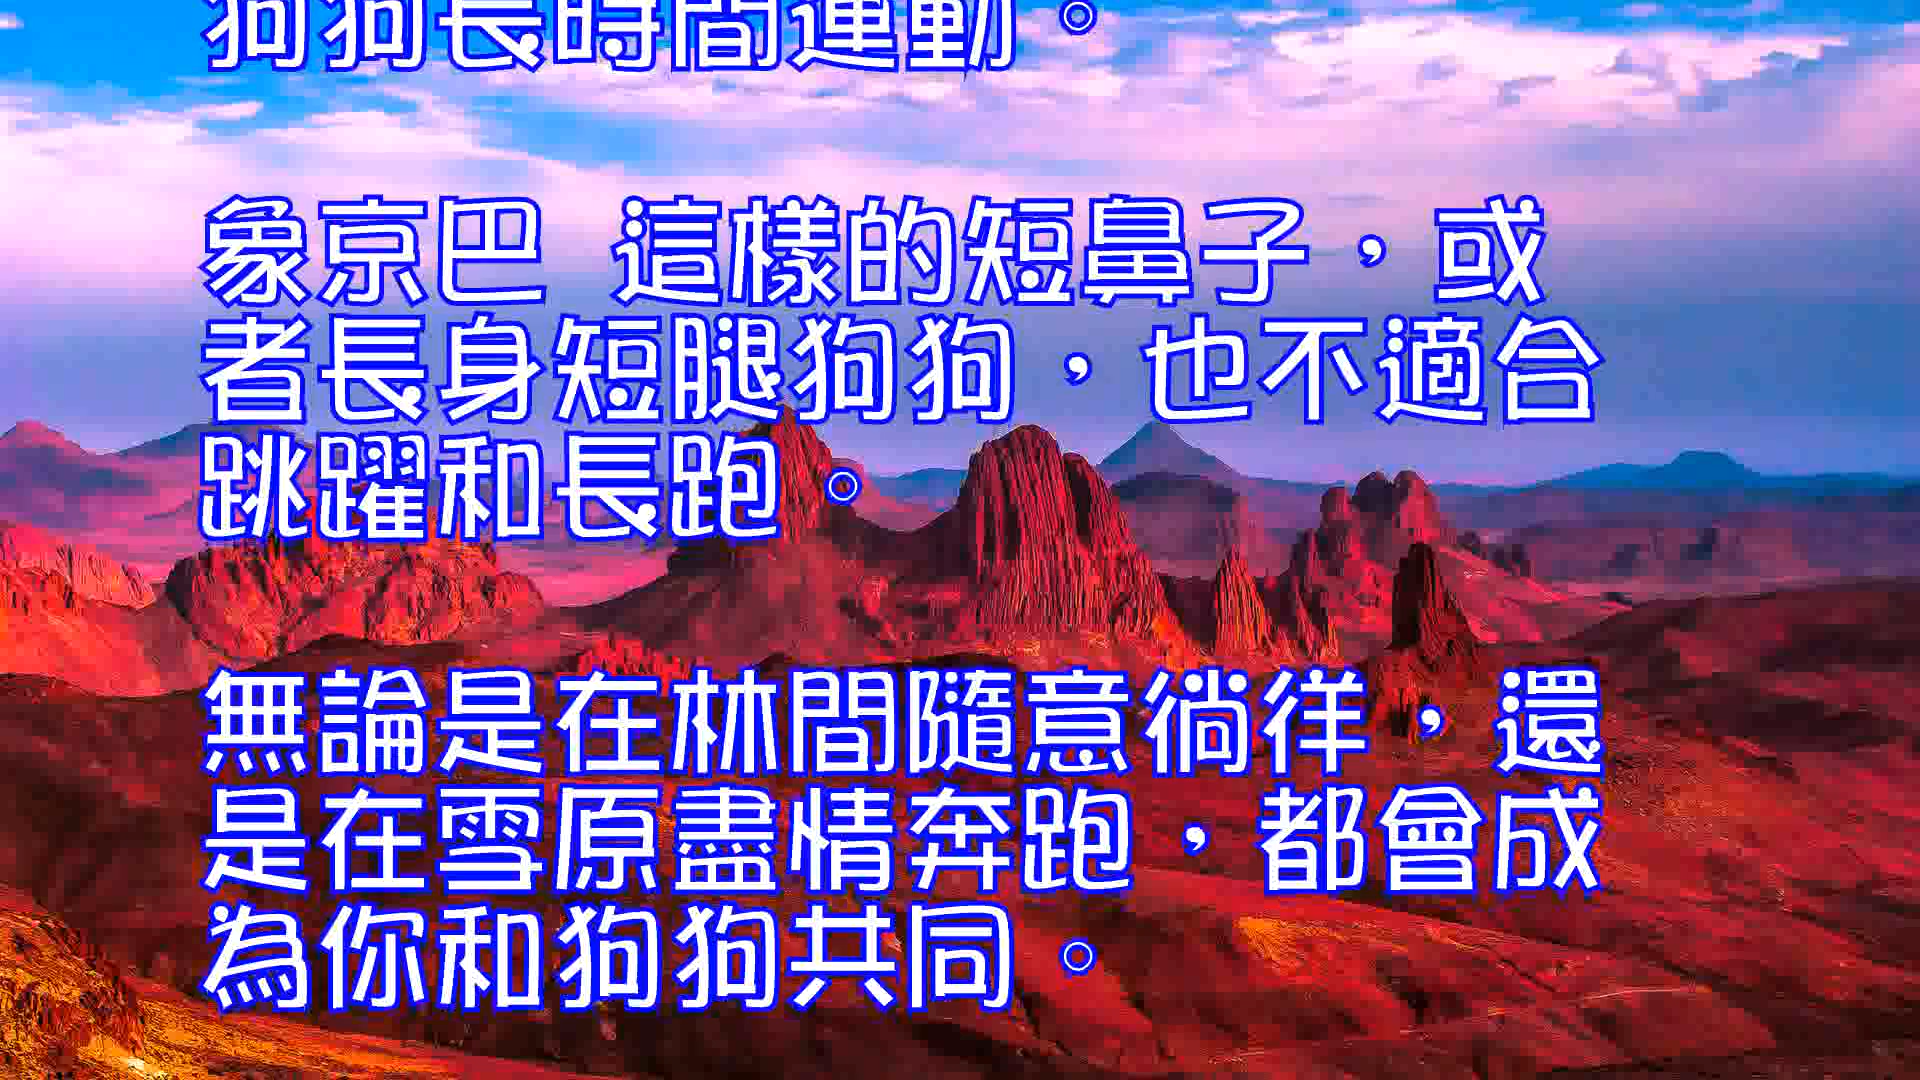 狗狗長時間運動。
象京巴 這樣的短鼻子，或
者長身短腿狗狗，也不適合
跳躍和長跑。
無論是在林間隨意徜徉，還
是在雪原盡情奔跑，都會成
為你和狗狗共同。